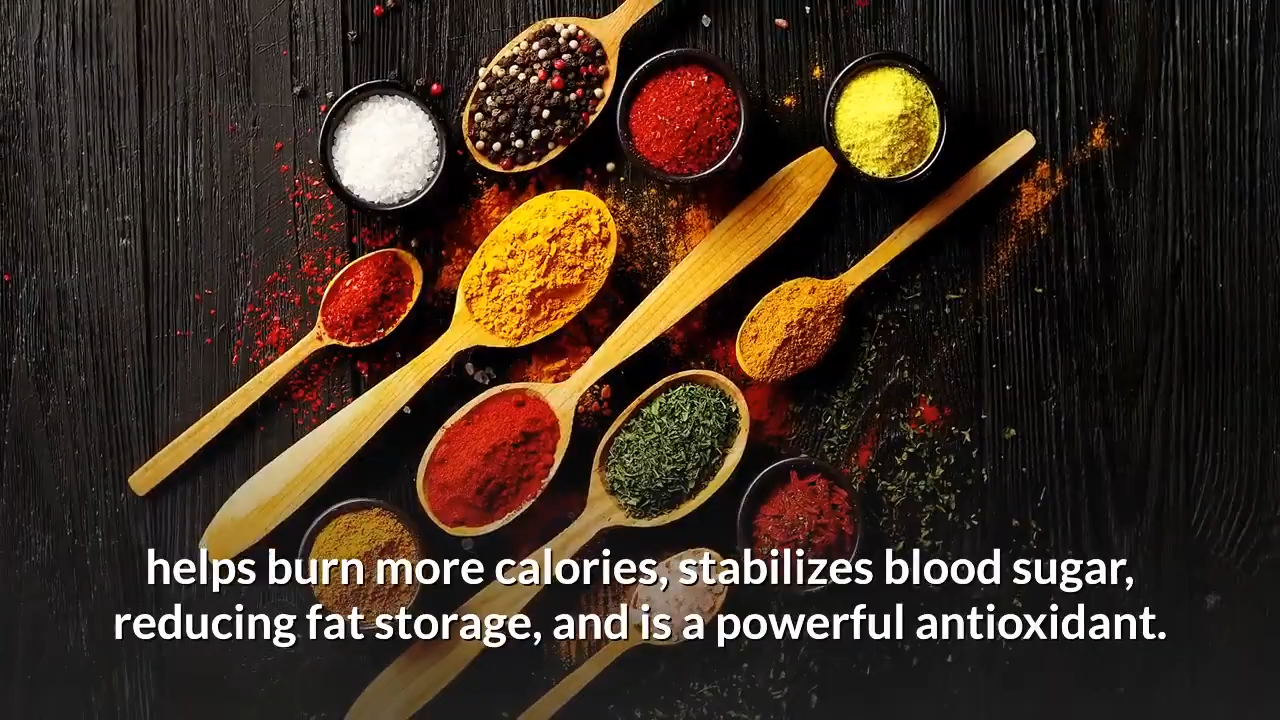 helps burn more calories, stabilizes blood sugar,
reducing fat storage, and is a powerful antioxidant.